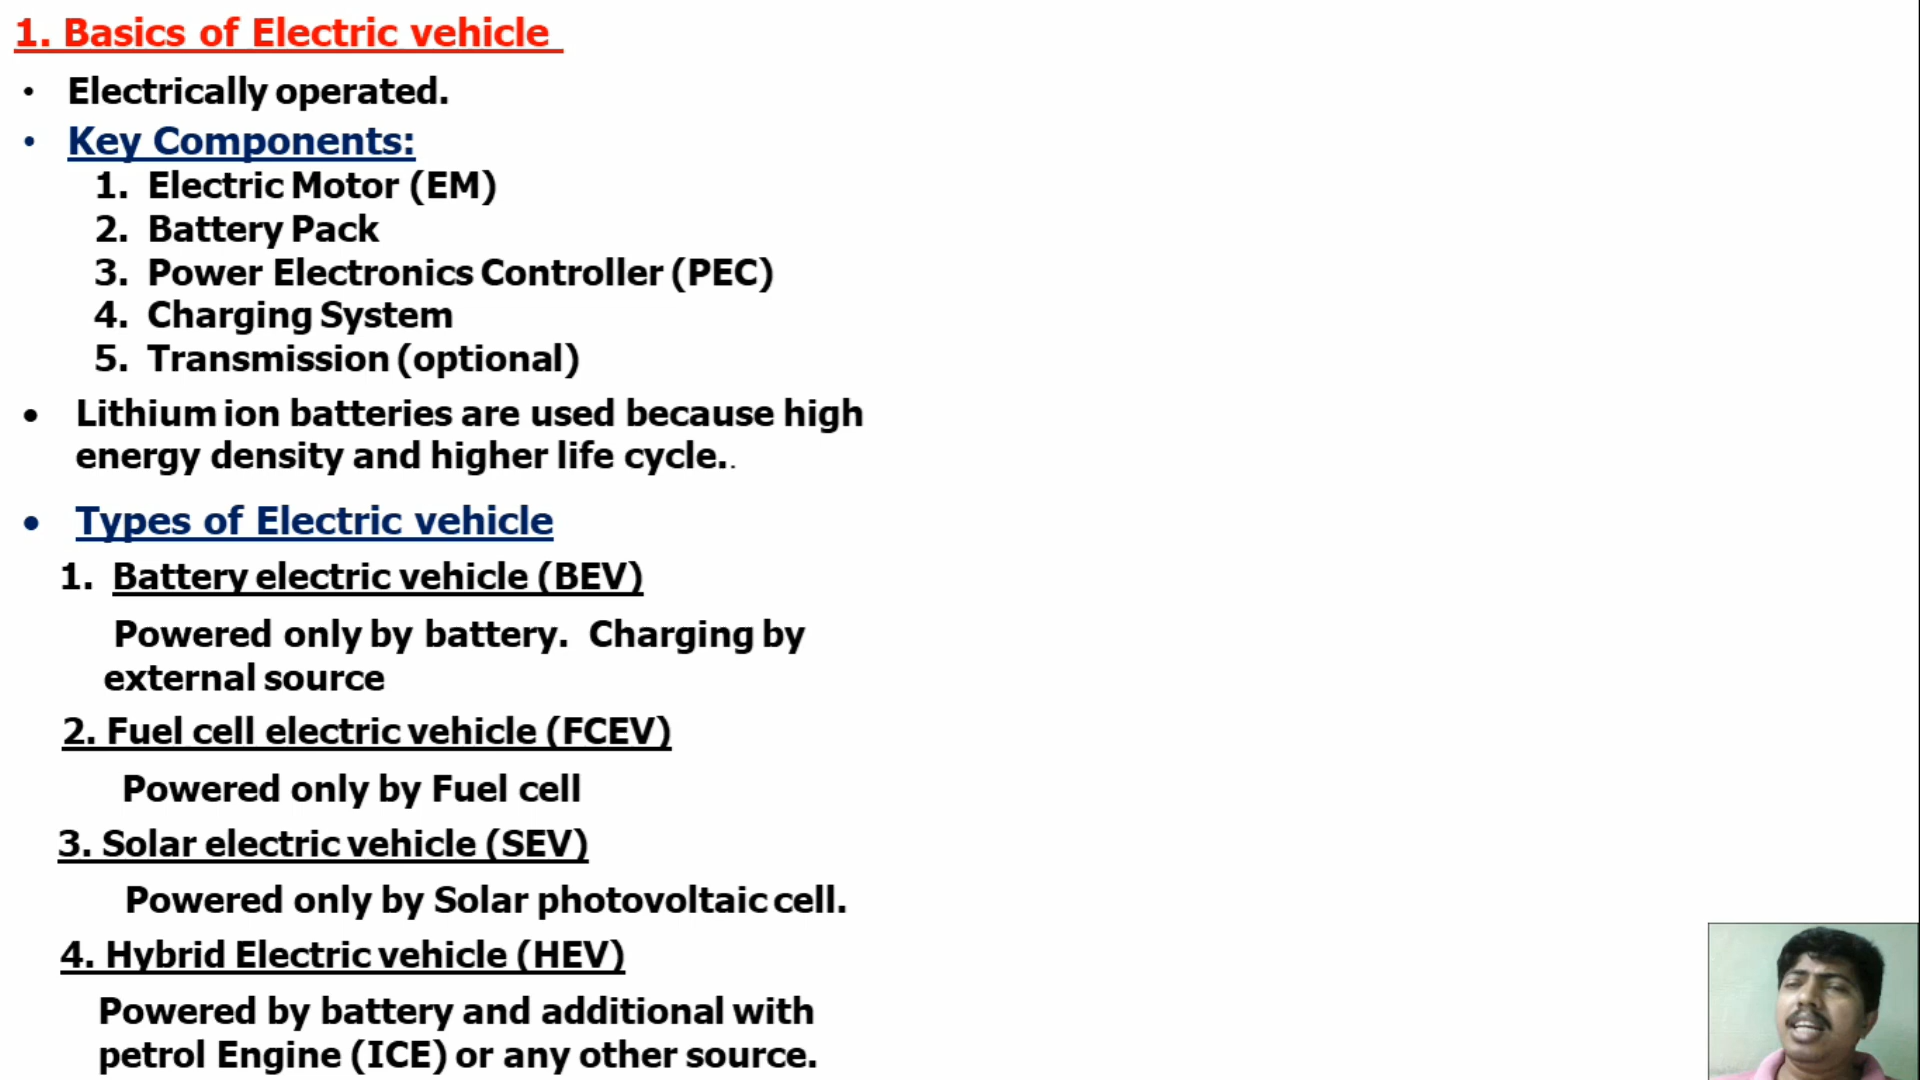 1. Basics of Electric vehicle
• Electrically operated.
• Key Components:
1. Electric Motor (EM)
2. Battery Pack
3. Power Electronics Controller (PEC)
4. Charging System
5. Transmission (optional)
• Lithium ion batteries are used because high
energy density and higher life cycle..
• Types of Electric vehicle
1. Battery electric vehicle (BEV)
Powered only by battery. Charging by
external source
2. Fuel cell electric vehicle (FCEV)
Powered only by Fuel cell
3. Solar electric vehicle (SEV)
Powered only by Solar photovoltaic cell.
4. Hybrid Electric vehicle (HEV)
Powered by battery and additional with
petrol Engine (ICE) or any other source.